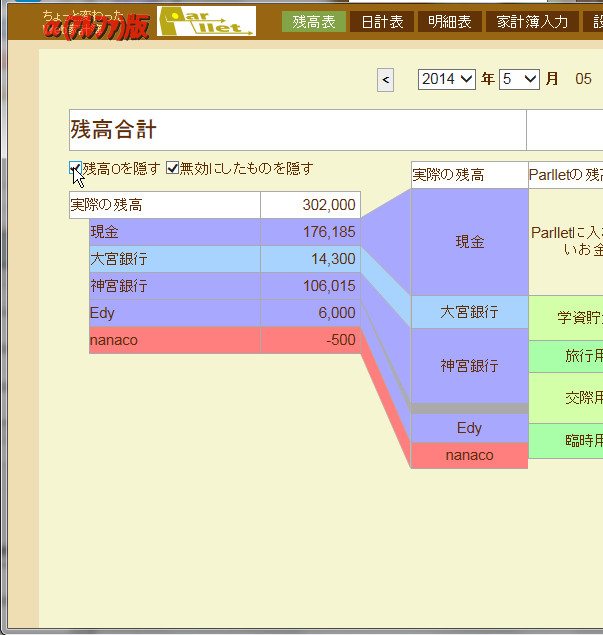 ちょっと変わった
α(アルファ)版
Parllet
残高表 日計表 明細表 家計簿入力
< 2014 年 5 月 05
残高合計
残高0を隠す 無効にしたものを隠す
実際の残高 302,000
現金 176,185
大宮銀行 14,300
神宮銀行 106,015
Edy 6,000
nanaco -500
実際の残高 Parlletの残
現金
大宮銀行
神宮銀行
Edy
nanaco
Parlletに入
いお金
学資貯
旅行用
交際用
臨時用